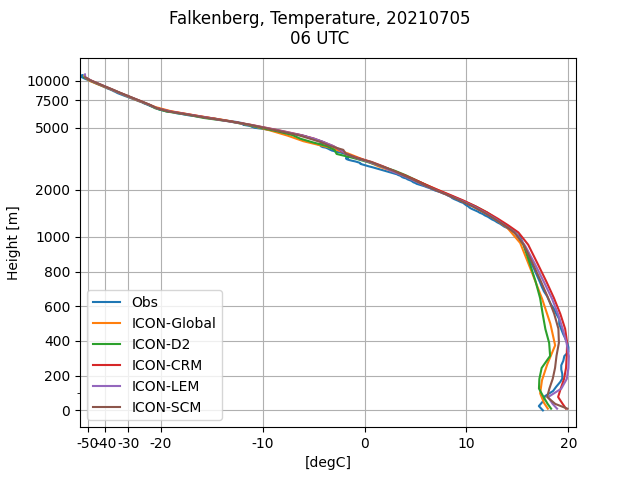 Falkenberg, Temperature, 20210705
06 UTC
Height [m]
10000
7500
5000
2000
1000
800
600
400
200
0
Obs
ICON-Global
ICON-D2
ICON-CRM
ICON-LEM
ICON-SCM
-50 -40 -30 -20 -10 0 10 20
[degC]